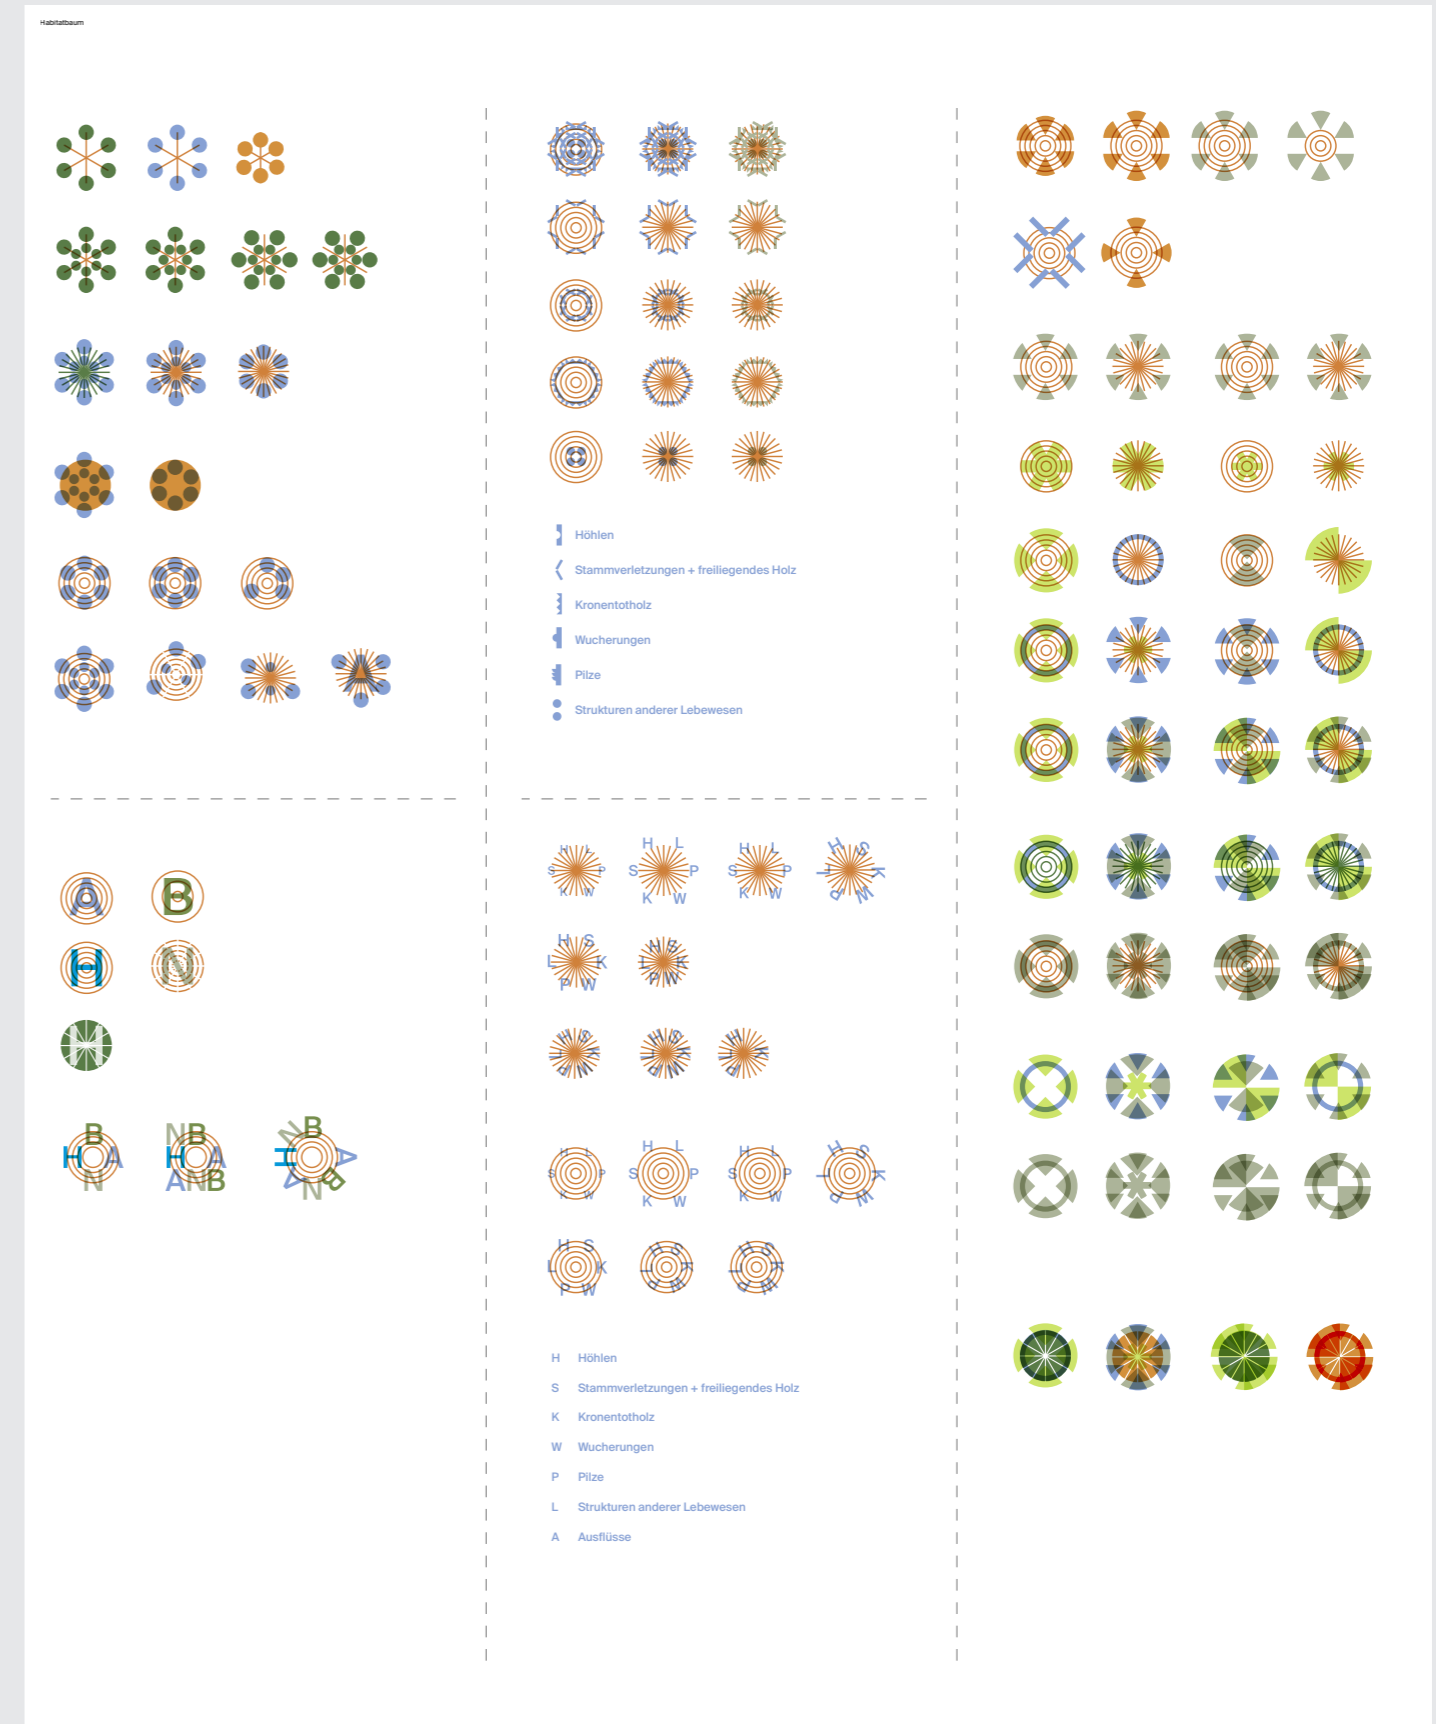 Habitatbaum
Höhlen
Stammverletzungen + freiliegendes Holz
Kronentotholz
Wucherungen
Pilze
Strukturen anderer Lebewesen
A
B
H
N
H
B
H A
N
N B
H A
A N B
N B
H A
A N B
H L
S P
K W
H L
S P
K W
H L
S P
K W
H S
L K
P W
H S
L K
P W
H S
L K
P W
H S
L K
P W
H S
L K
P W
H
L K
P
H L
S P
K W
H L
S P
K W
H L
S P
K W
H S
L K
P W
H S
L K
P W
H S
L K
P W
H S
L K
P W
H Höhlen
S Stammverletzungen + freiliegendes Holz
K Kronentotholz
W Wucherungen
P Pilze
L Strukturen anderer Lebewesen
A Ausflüsse